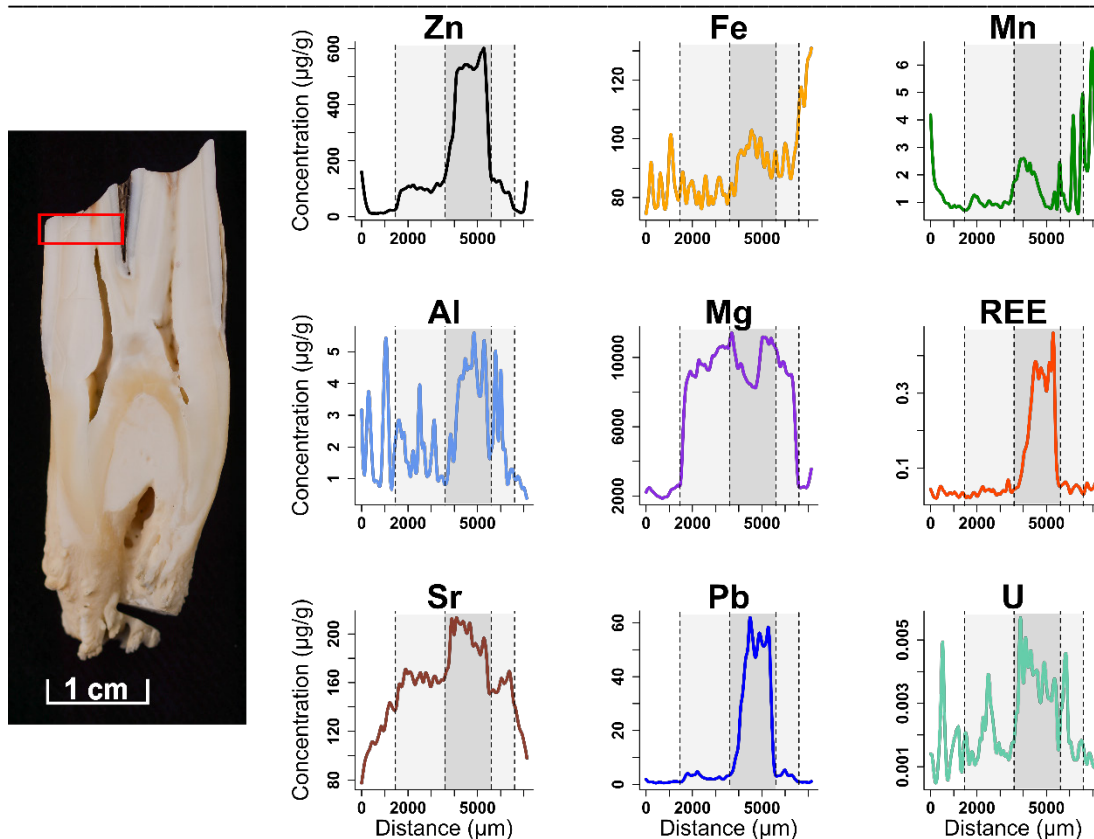 Zn
Concentration (µg/g)
600
400
200
0
0 2000 5000
Fe
120
100
80
0 2000 5000
Mn
6
5
4
3
2
1
0 2000 5000
Al
Concentration (µg/g)
5
4
3
2
1
0 2000 5000
Mg
10000
6000
2000
0 2000 5000
REE
0.3
0.1
0 2000 5000
Sr
Concentration (µg/g)
200
160
120
80
0 2000 5000
Distance (µm)
Pb
60
40
20
0
0 2000 5000
Distance (µm)
U
0.005
0.003
0.001
0 2000 5000
Distance (µm)
1 cm